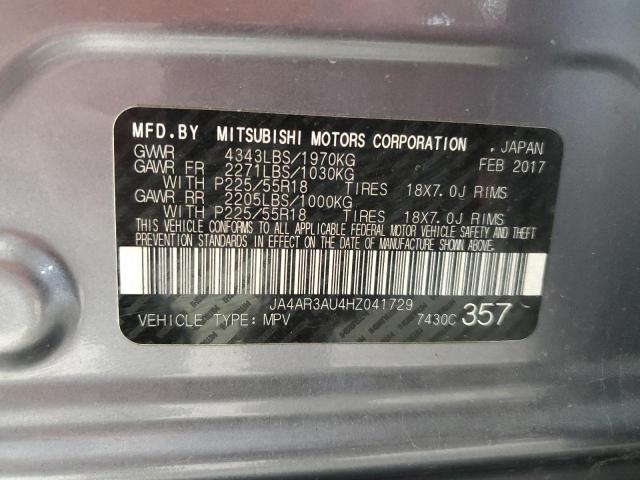 MFD.BY MITSUBISHI MOTORS CORPORATION , JAPAN
GVWR 4343LBS/1970KG FEB 2017
GAWR FR 2271LBS/1030KG
WITH P225/55R18 TIRES 18X7.0J RIMS
GAWR RR 2205LBS/1000KG
WITH P225/55R18 TIRES 18X7.0J RIMS
THIS VEHICLE CONFORMS TO ALL APPLICABLE FEDERAL MOTOR VEHICLE SAFETY AND THEFT
PREVENTION STANDARDS IN EFFECT ON THE DATE OF MANUFACTURE SHOWN ABOVE.
JA4AR3AU4HZ041729
VEHICLE TYPE: MPV 7430C 357